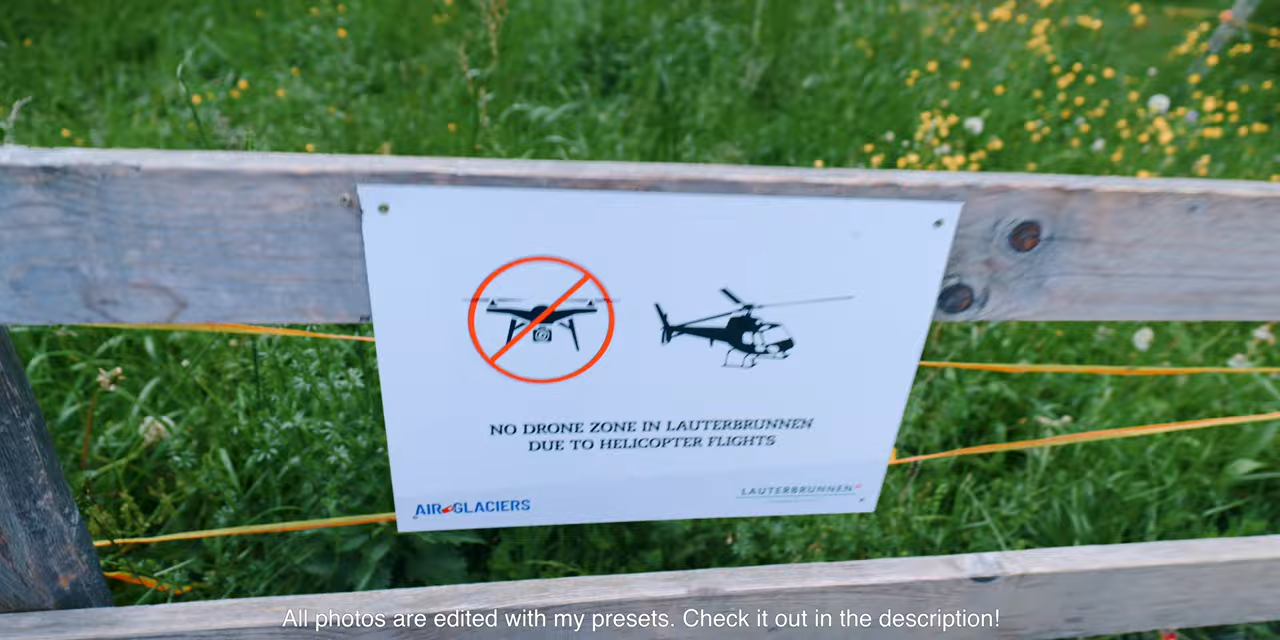 NO DRONE ZONE IN LAUTERBRUNNEN
DUE TO HELICOPTER FLIGHTS
AIR GLACIERS
LAUTERBRUNNEN
All photos are edited with my presets. Check it out in the description!